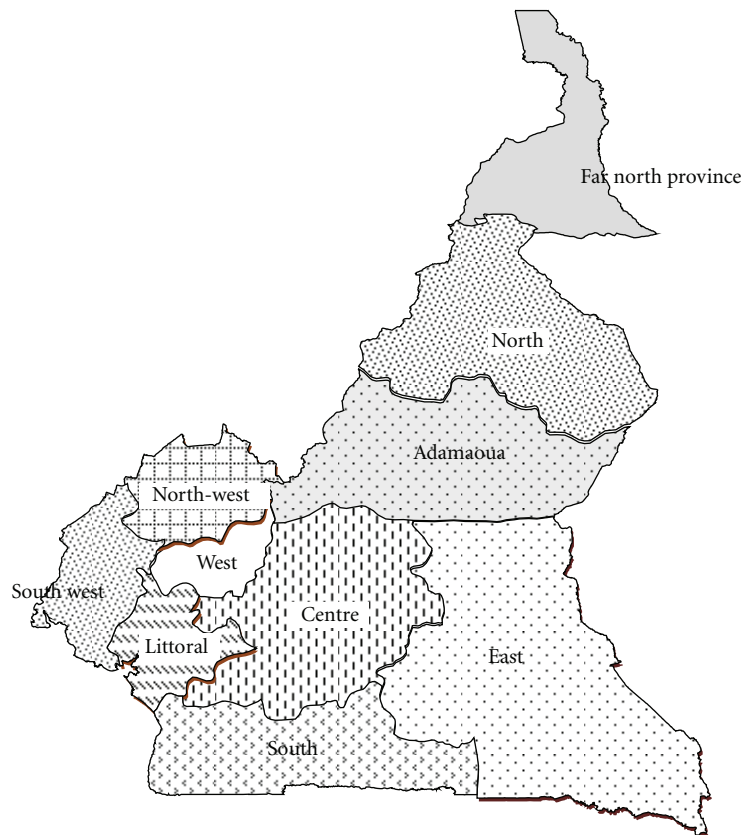 Far north province
North
Adamaoua
North-west
West
South west
Centre
Littoral
East
South